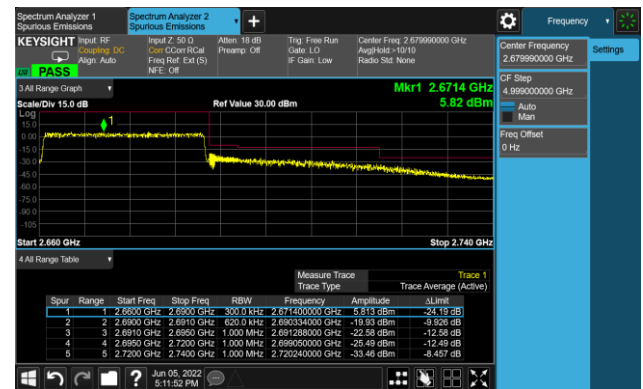 Spectrum Analyzer 1
Spurious Emissions
Spectrum Analyzer 2
Spurious Emissions
Frequency
KEYSIGHT
Input: RF
Coupling: DC
Align: Auto
Input Z: 50 Ω
Corr CCorr RCal
Freq Ref: Ext (S)
NFE: Off
Atten: 18 dB
Preamp: Off
Trig: Free Run
Gate: LO
IF Gain: Low
Center Freq: 2.679990000 GHz
Avg|Hold:>10/10
Radio Std: None
PASS
Center Frequency
2.679990000 GHz
Settings
CF Step
4.999000000 GHz
Auto
Man
Freq Offset
0 Hz
3 All Range Graph
Mkr1 2.6714 GHz
Scale/Div 15.0 dB
Ref Value 30.00 dBm
5.82 dBm
Log
1
15.0
0.00
-15.0
-30.0
-45.0
-60.0
-75.0
-90.0
-105
Start 2.660 GHz
Stop 2.740 GHz
4 All Range Table
Measure Trace Trace 1
Trace Type Trace Average (Active)
Spur Range Start Freq Stop Freq RBW Frequency Amplitude ΔLimit
1 1 2.6600 GHz 2.6900 GHz 300.0 kHz 2.671400000 GHz 5.813 dBm -24.19 dB
2 2 2.6900 GHz 2.6910 GHz 620.0 kHz 2.690334000 GHz -19.93 dBm -9.926 dB
3 3 2.6910 GHz 2.6950 GHz 1.000 MHz 2.691288000 GHz -22.58 dBm -12.58 dB
4 4 2.6950 GHz 2.7200 GHz 1.000 MHz 2.699050000 GHz -25.49 dBm -12.49 dB
5 5 2.7200 GHz 2.7400 GHz 1.000 MHz 2.720240000 GHz -33.46 dBm -8.457 dB
Jun 05, 2022
5:11:52 PM